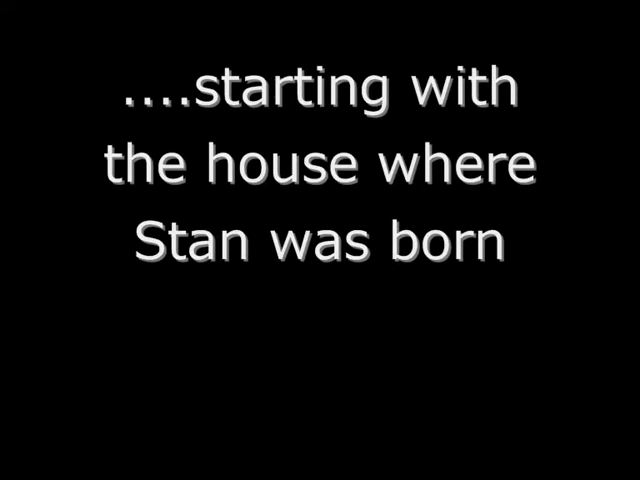 ....starting with
the house where
Stan was born